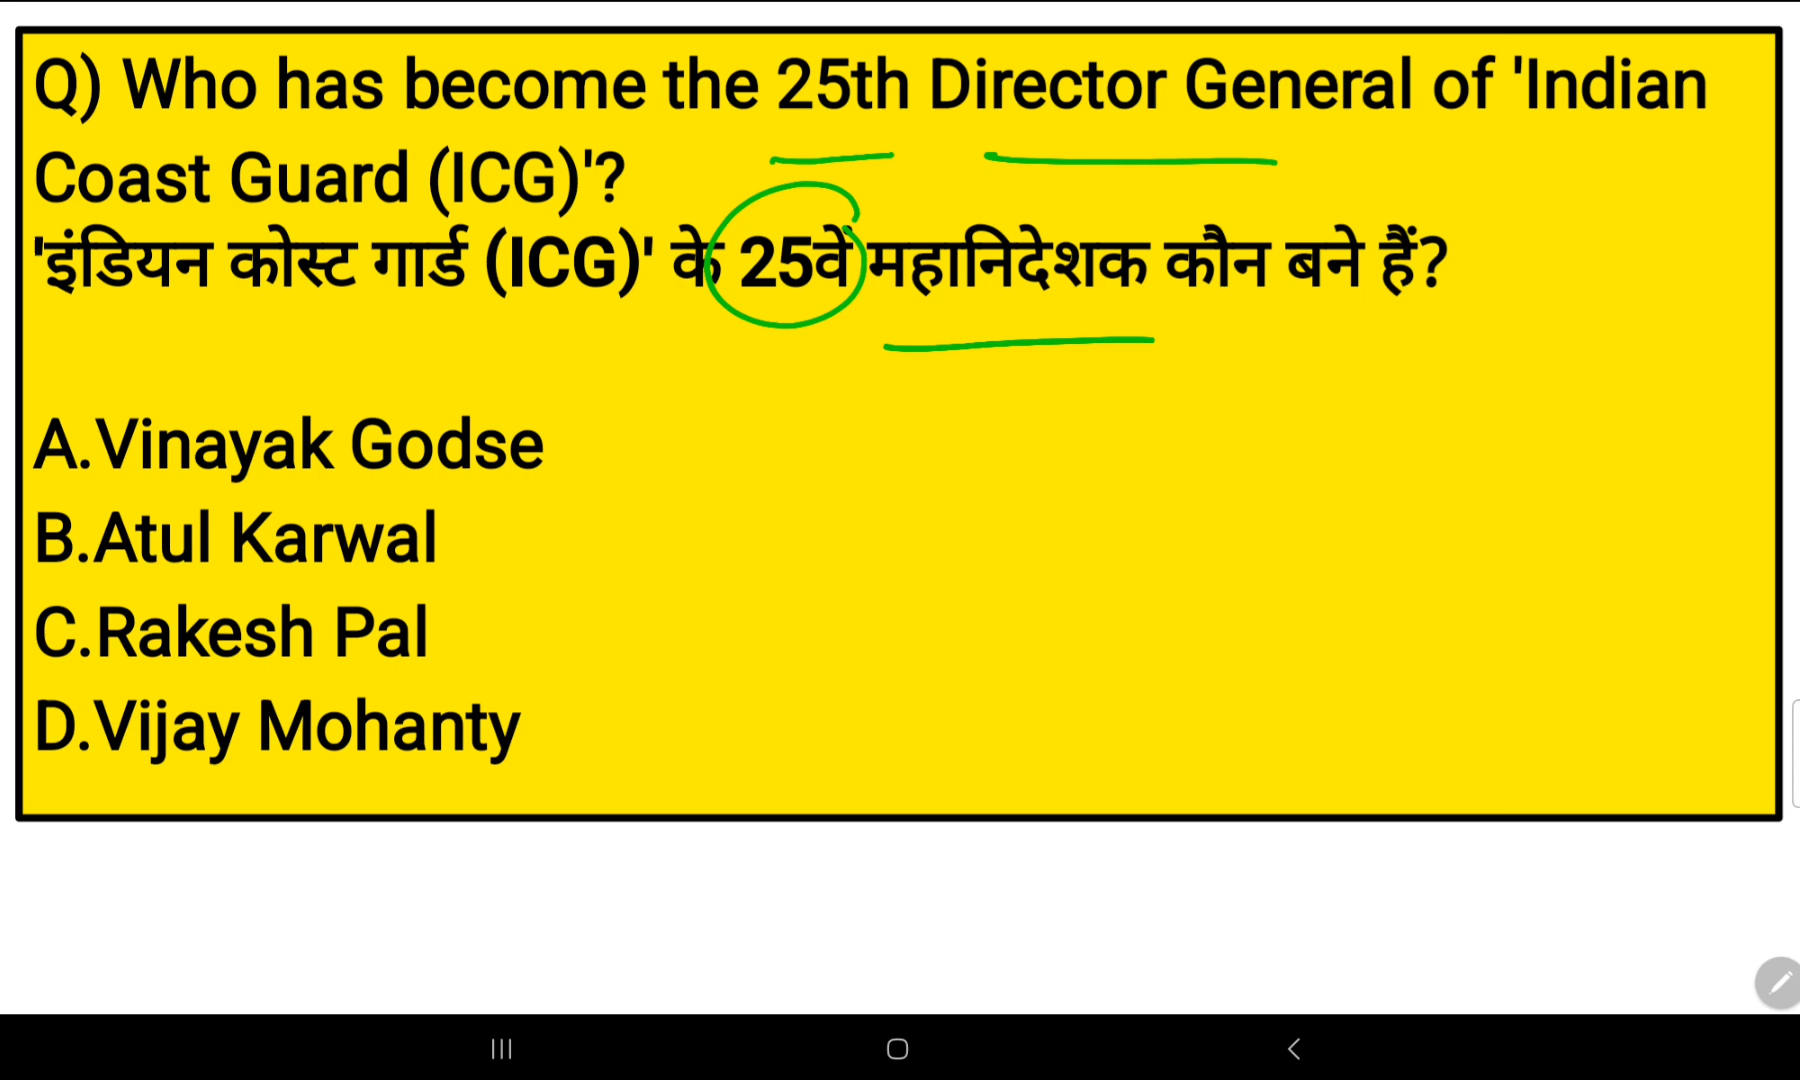 Q) Who has become the 25th Director General of 'Indian
Coast Guard (ICG)'?
'इंडियन कोस्ट गार्ड (ICG)' के 25वें महानिदेशक कौन बने हैं?
A.Vinayak Godse
B.Atul Karwal
C.Rakesh Pal
D.Vijay Mohanty